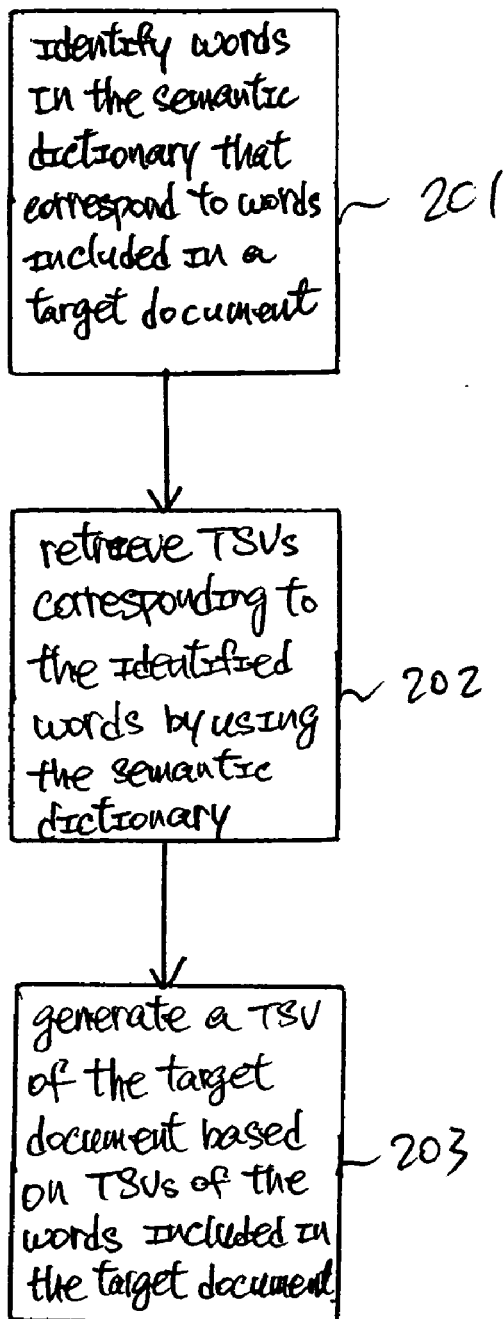 identify words
in the semantic
dictionary that
correspond to words
included in a
target document
201
retrieve TSVs
corresponding to
the identified
words by using
the semantic
dictionary
202
generate a TSV
of the target
document based
on TSVs of the
words included in
the target document
203